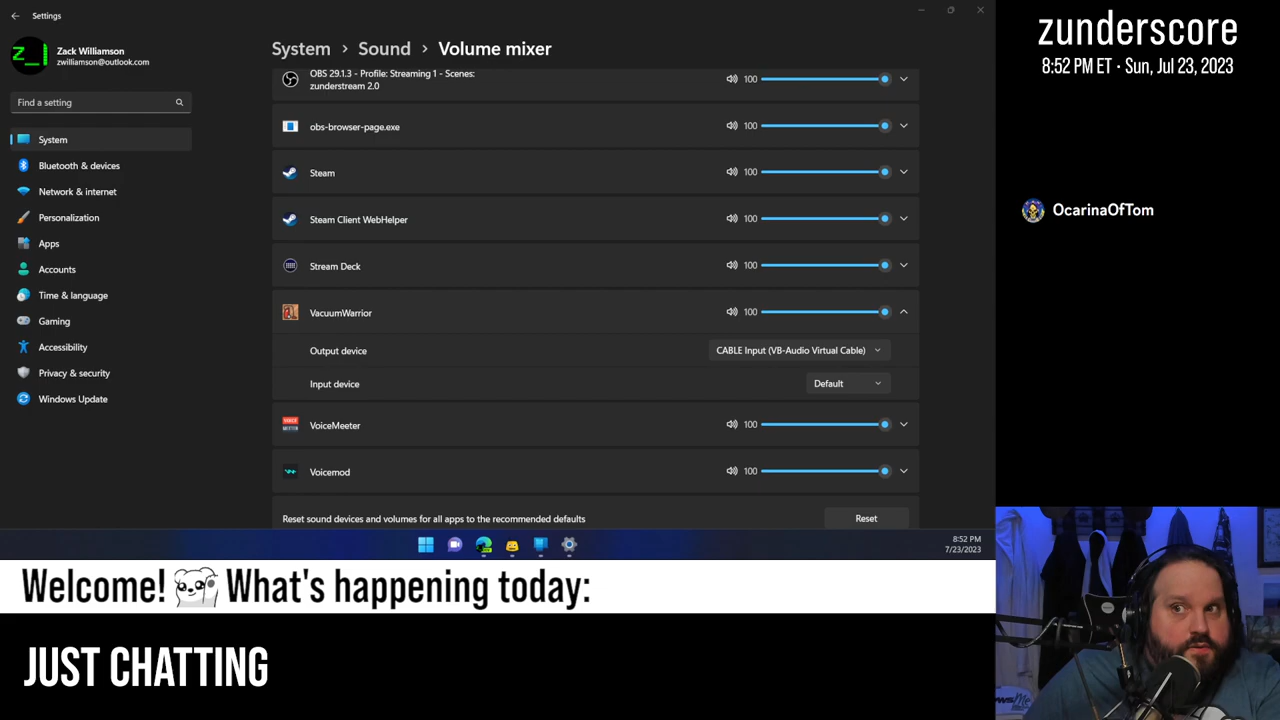 Settings
Zack Williamson
zwilliamson@outlook.com
Find a setting
System
Bluetooth & devices
Network & internet
Personalization
Apps
Accounts
Time & language
Gaming
Accessibility
Privacy & security
Windows Update
System > Sound > Volume mixer
OBS 29.1.3 - Profile: Streaming 1 - Scenes:
zunderstream 2.0
100
obs-browser-page.exe
100
Steam
100
Steam Client WebHelper
100
Stream Deck
100
VacuumWarrior
100
Output device
CABLE Input (VB-Audio Virtual Cable)
Input device
Default
VoiceMeeter
100
Voicemod
100
Reset sound devices and volumes for all apps to the recommended defaults
Reset
8:52 PM
7/23/2023
zunderscore
8:52 PM ET · Sun, Jul 23, 2023
OcarinaOfTom
Welcome! What's happening today:
JUST CHATTING